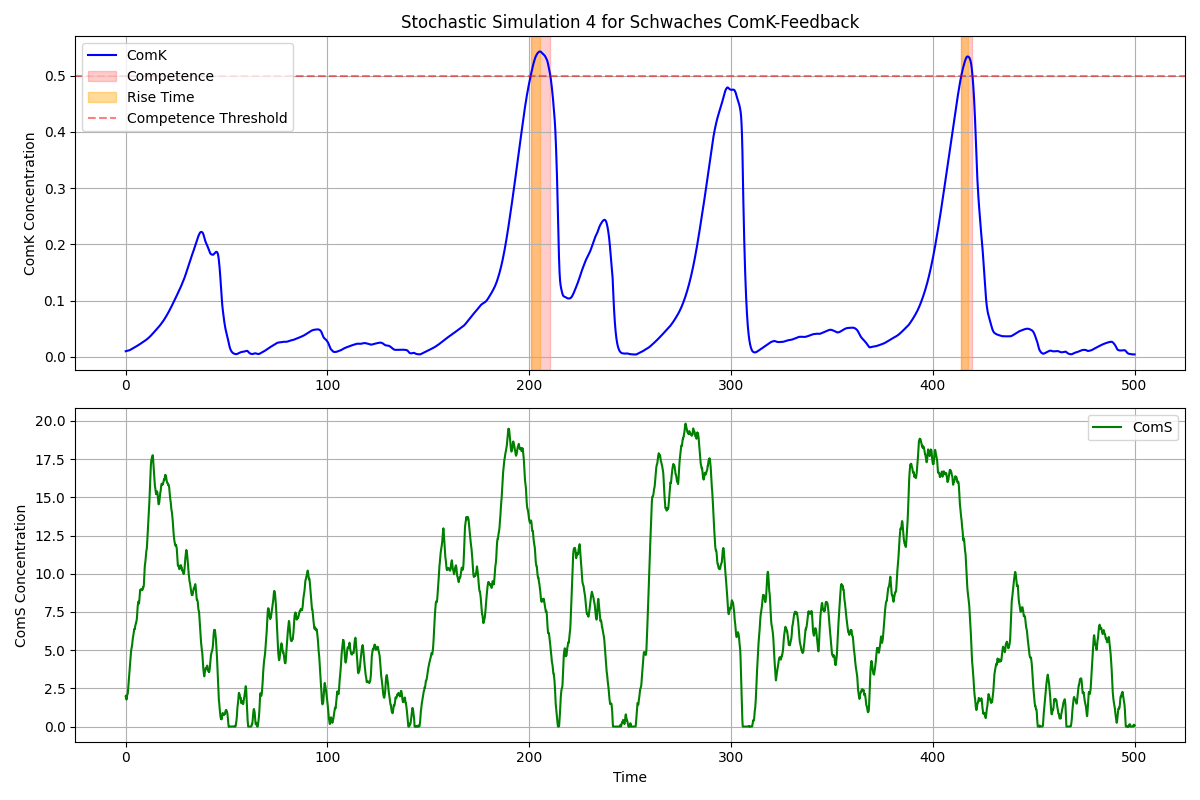 Stochastic Simulation 4 for Schwaches ComK-Feedback
ComK
Competence
Rise Time
Competence Threshold
ComK Concentration
0.5
0.4
0.3
0.2
0.1
0.0
0 100 200 300 400 500
ComS
ComS Concentration
20.0
17.5
15.0
12.5
10.0
7.5
5.0
2.5
0.0
0 100 200 300 400 500
Time